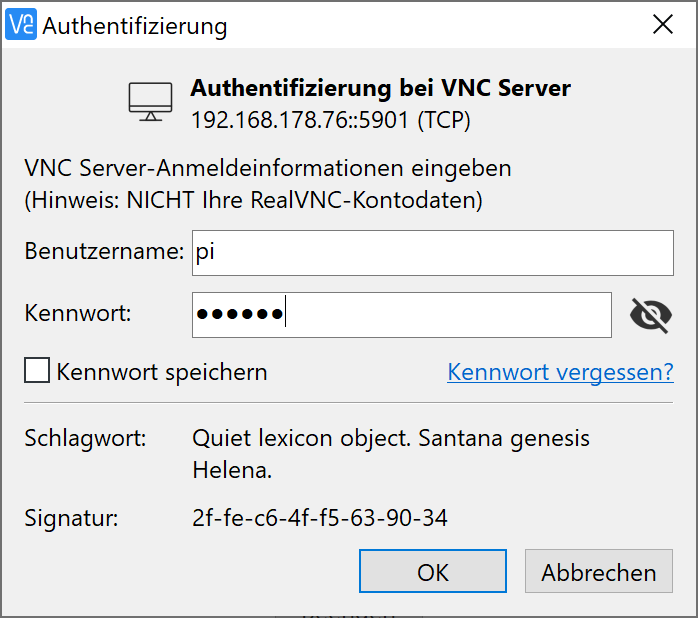 Authentifizierung
Authentifizierung bei VNC Server
192.168.178.76::5901 (TCP)
VNC Server-Anmeldeinformationen eingeben
(Hinweis: NICHT Ihre RealVNC-Kontodaten)
Benutzername: pi
Kennwort: ●●●●●●
Kennwort speichern Kennwort vergessen?
Schlagwort: Quiet lexicon object. Santana genesis
Helena.
Signatur: 2f-fe-c6-4f-f5-63-90-34
OK Abbrechen